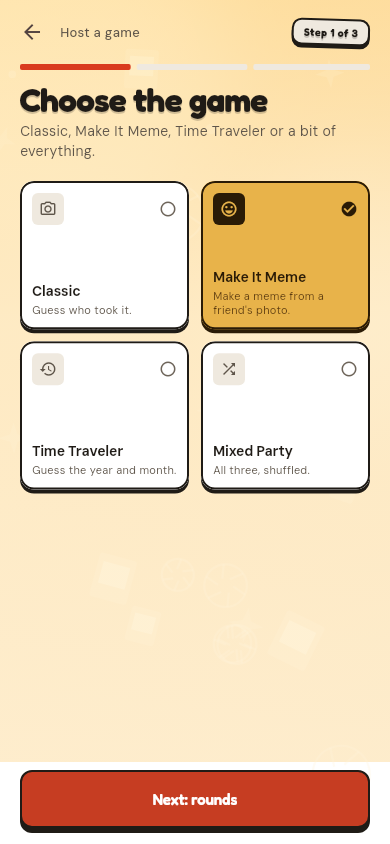 Host a game
Step 1 of 3
Choose the game
Classic, Make It Meme, Time Traveler or a bit of
everything.
Classic
Guess who took it.
Make It Meme
Make a meme from a
friend's photo.
Time Traveler
Guess the year and month.
Mixed Party
All three, shuffled.
Next: rounds